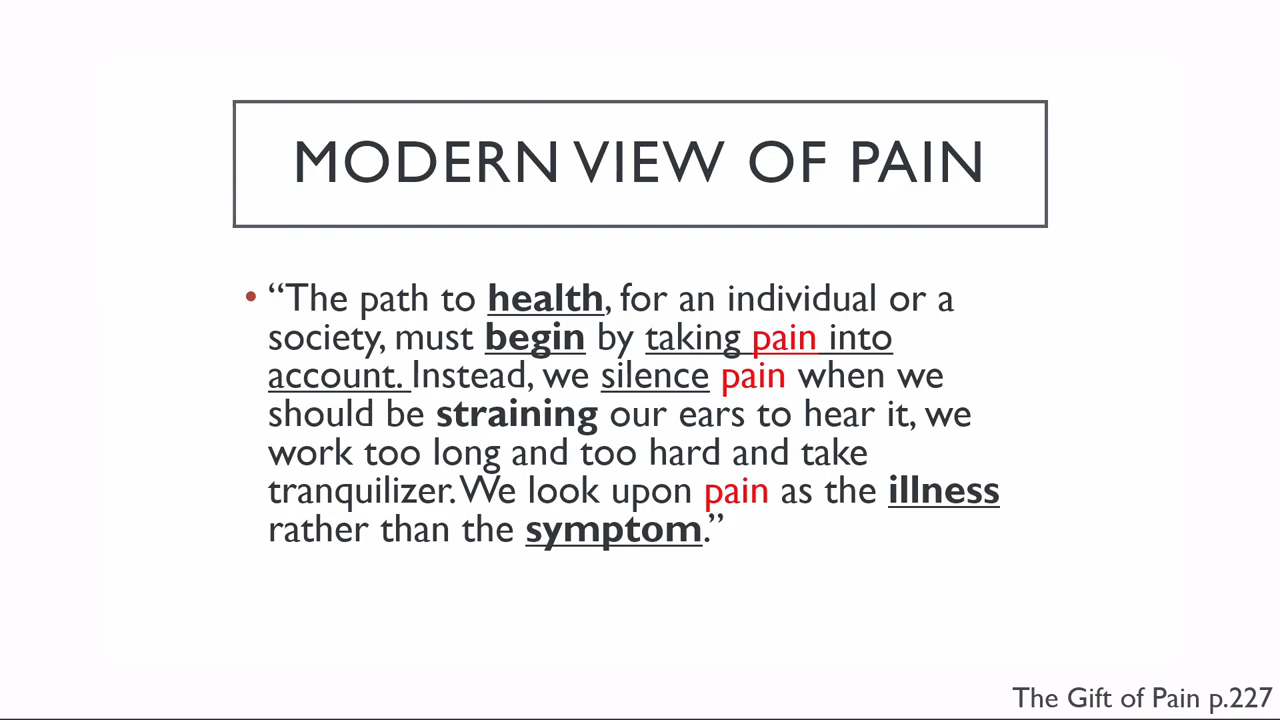 MODERN VIEW OF PAIN
• “The path to health, for an individual or a
society, must begin by taking pain into
account. Instead, we silence pain when we
should be straining our ears to hear it, we
work too long and too hard and take
tranquilizer. We look upon pain as the illness
rather than the symptom.”
The Gift of Pain p.227